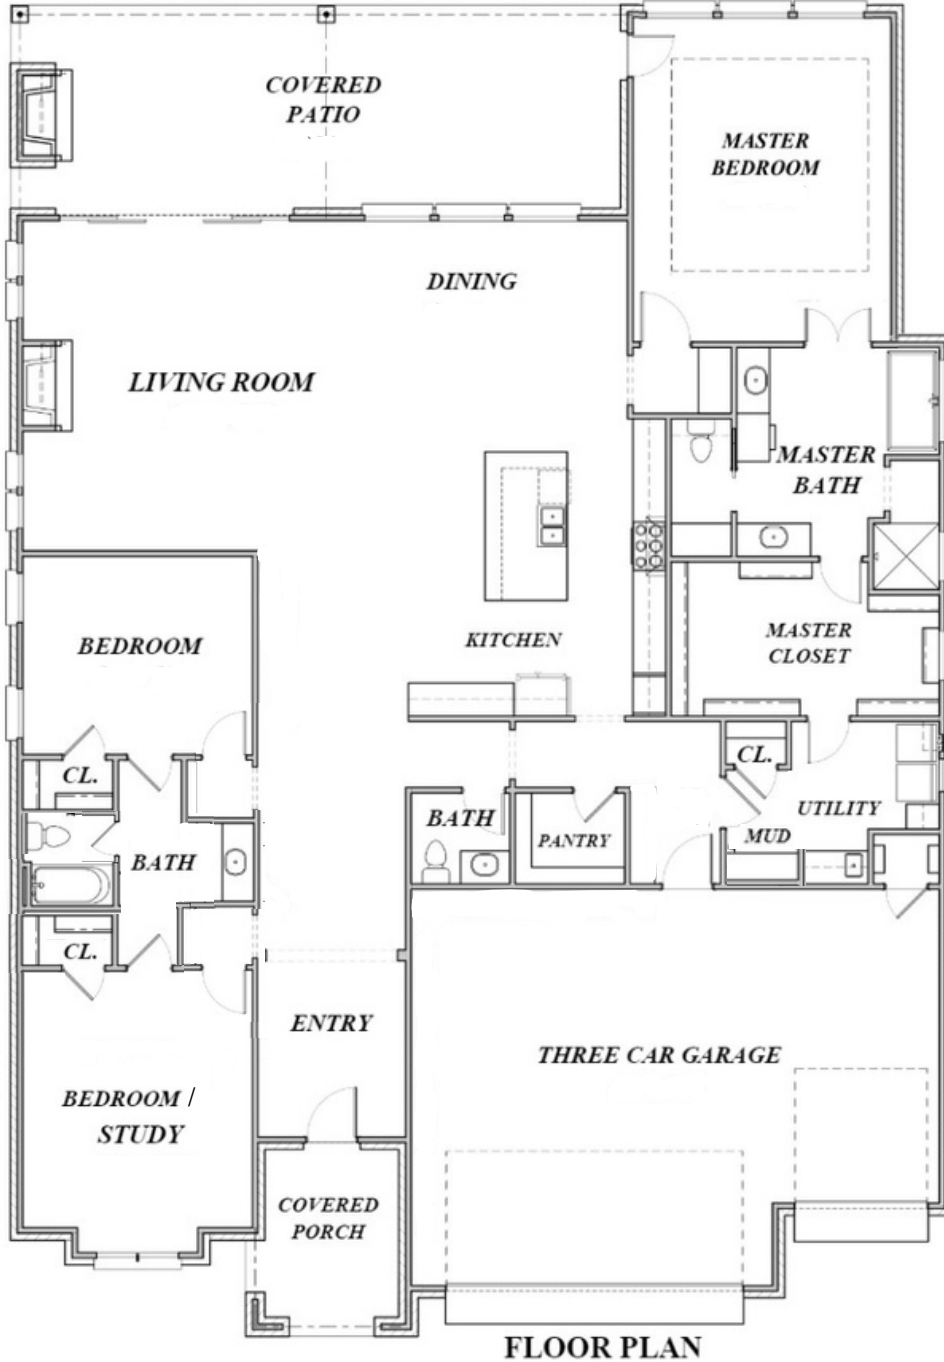 COVERED
PATIO
MASTER
BEDROOM
DINING
LIVING ROOM
MASTER
BATH
KITCHEN
MASTER
CLOSET
BEDROOM
CL.
CL.
UTILITY
BATH
PANTRY
MUD
BATH
CL.
ENTRY
THREE CAR GARAGE
BEDROOM /
STUDY
COVERED
PORCH
FLOOR PLAN